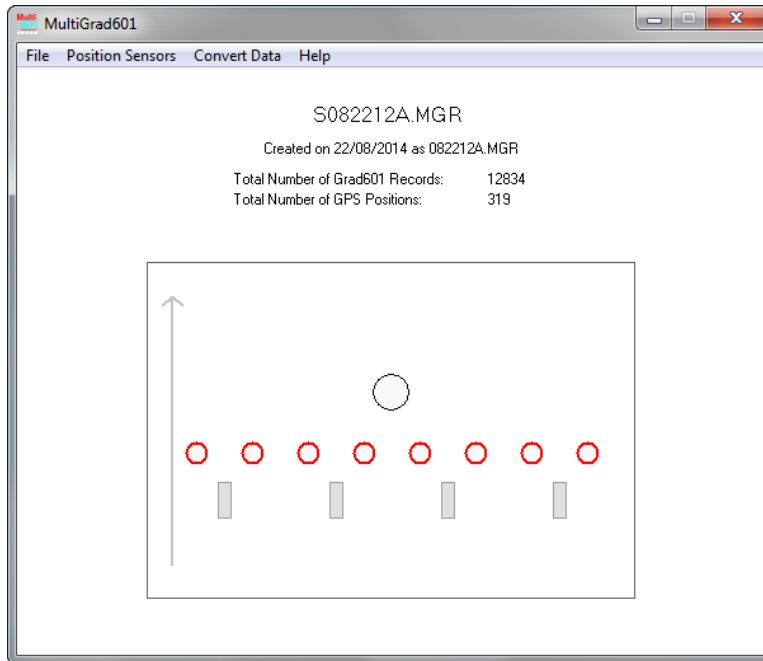 MultiGrad601
File Position Sensors Convert Data Help
S082212A.MGR
Created on 22/08/2014 as 082212A.MGR
Total Number of Grad601 Records: 12834
Total Number of GPS Positions: 319